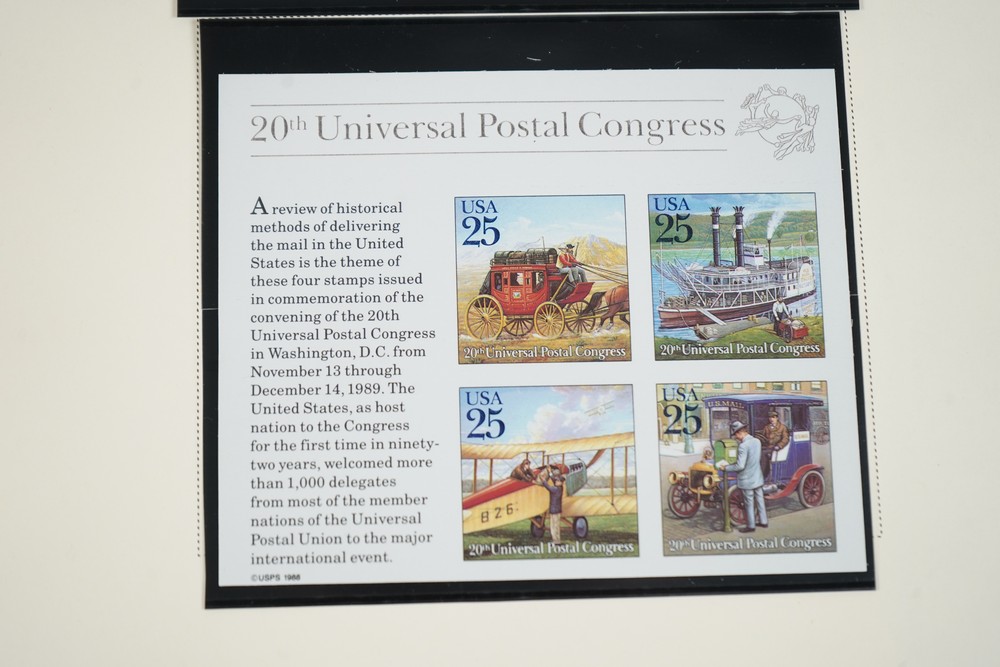 20th Universal Postal Congress
A review of historical
methods of delivering
the mail in the United
States is the theme of
these four stamps issued
in commemoration of the
convening of the 20th
Universal Postal Congress
in Washington, D.C. from
November 13 through
December 14, 1989. The
United States, as host
nation to the Congress
for the first time in ninety-
two years, welcomed more
than 1,000 delegates
from most of the member
nations of the Universal
Postal Union to the major
international event.
©USPS 1988
USA
25
20th Universal Postal Congress
USA
25
20th Universal Postal Congress
USA
25
B26
20th Universal Postal Congress
USA
25
U.S. MAIL
20th Universal Postal Congress